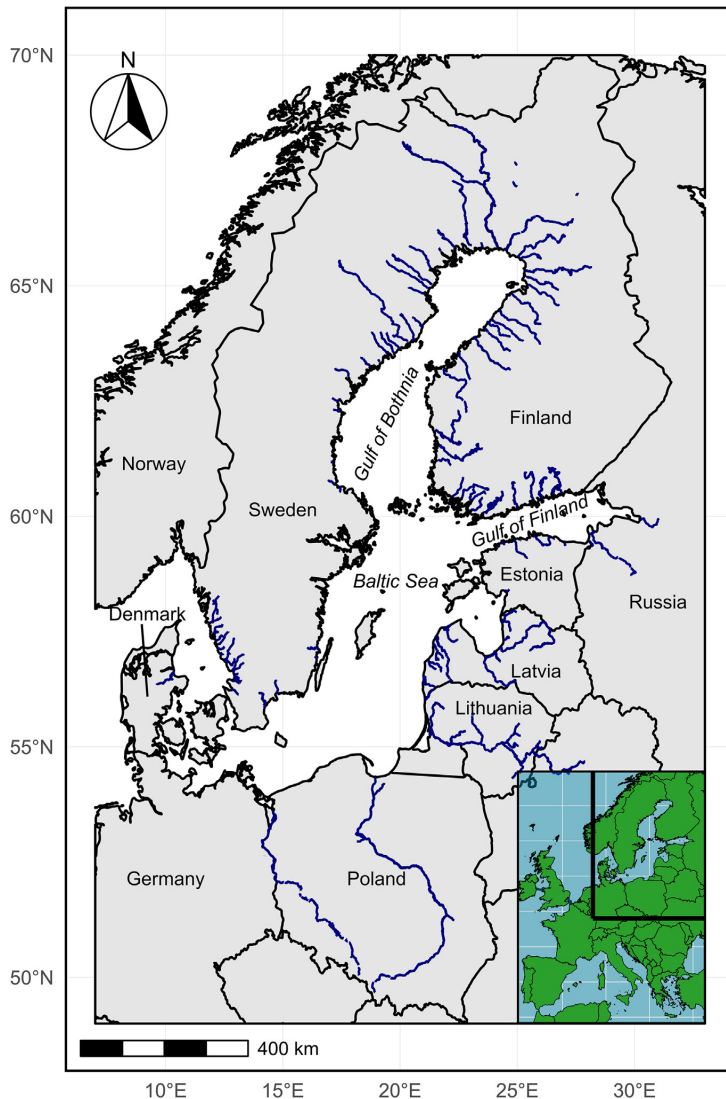 70°N
N
65°N
Gulf of Bothnia
Finland
Norway
Sweden
60°N
Gulf of Finland
Baltic Sea
Estonia
Denmark
Russia
Latvia
Lithuania
55°N
Germany
Poland
50°N
400 km
10°E 15°E 20°E 25°E 30°E